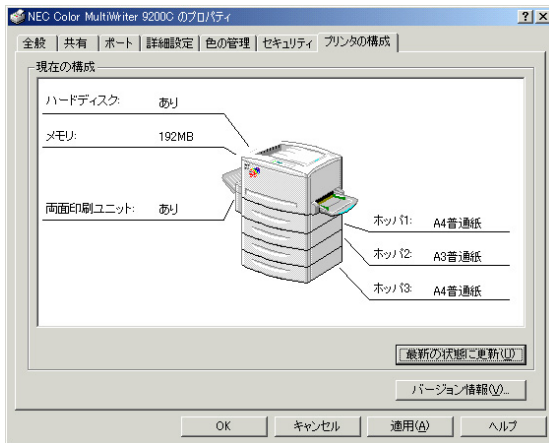 NEC Color MultiWriter 9200C のプロパティ
全般 共有 ポート 詳細設定 色の管理 セキュリティ プリンタの構成
現在の構成
ハードディスク: あり
メモリ: 192MB
両面印刷ユニット: あり
ホッパ1: A4普通紙
ホッパ2: A3普通紙
ホッパ3: A4普通紙
最新の状態に更新(U)
バージョン情報(V)...
OK キャンセル 適用(A) ヘルプ